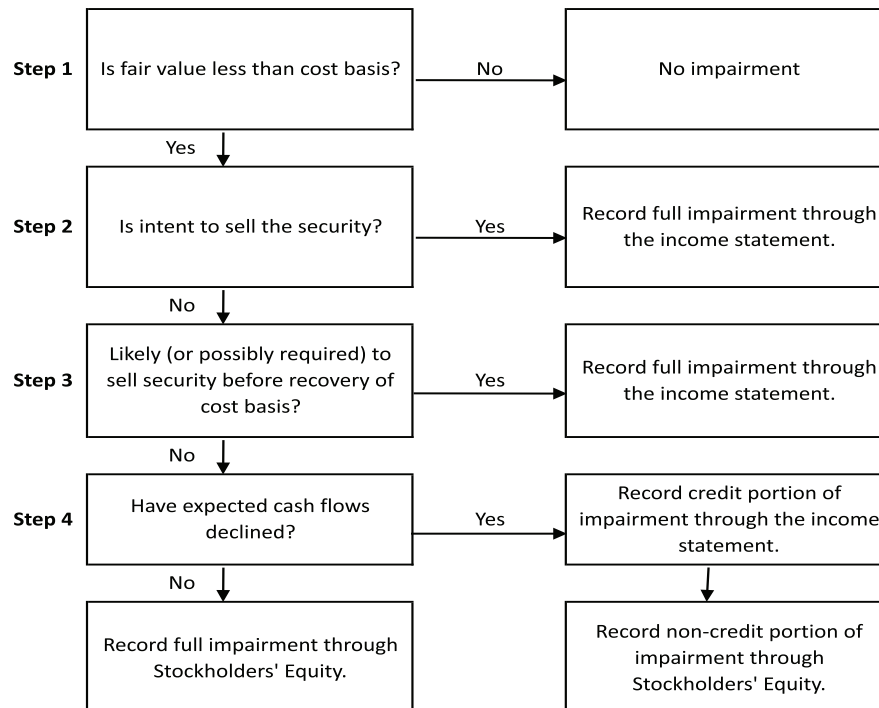 Step 1
Is fair value less than cost basis?
No
No impairment
Yes
Step 2
Is intent to sell the security?
Yes
Record full impairment through
the income statement.
No
Step 3
Likely (or possibly required) to
sell security before recovery of
cost basis?
Yes
Record full impairment through
the income statement.
No
Step 4
Have expected cash flows
declined?
Yes
Record credit portion of
impairment through the income
statement.
No
Record full impairment through
Stockholders' Equity.
Record non-credit portion of
impairment through
Stockholders' Equity.